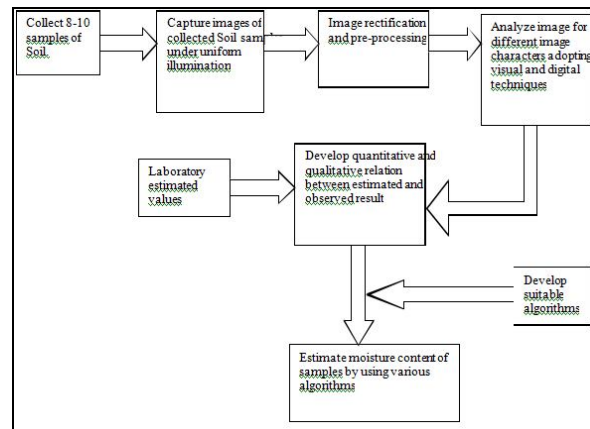 Collect 8-10
samples of
Soil.
Capture images of
collected Soil sam
under uniform
illumination
Image rectification
and pre-processing
Analyze image for
different image
characters adopting
visual and digital
techniques
Laboratory
estimated
values
Develop quantitative and
qualitative relation
between estimated and
observed result
Develop
suitable
algorithms
Estimate moisture content of
samples by using various
algorithms